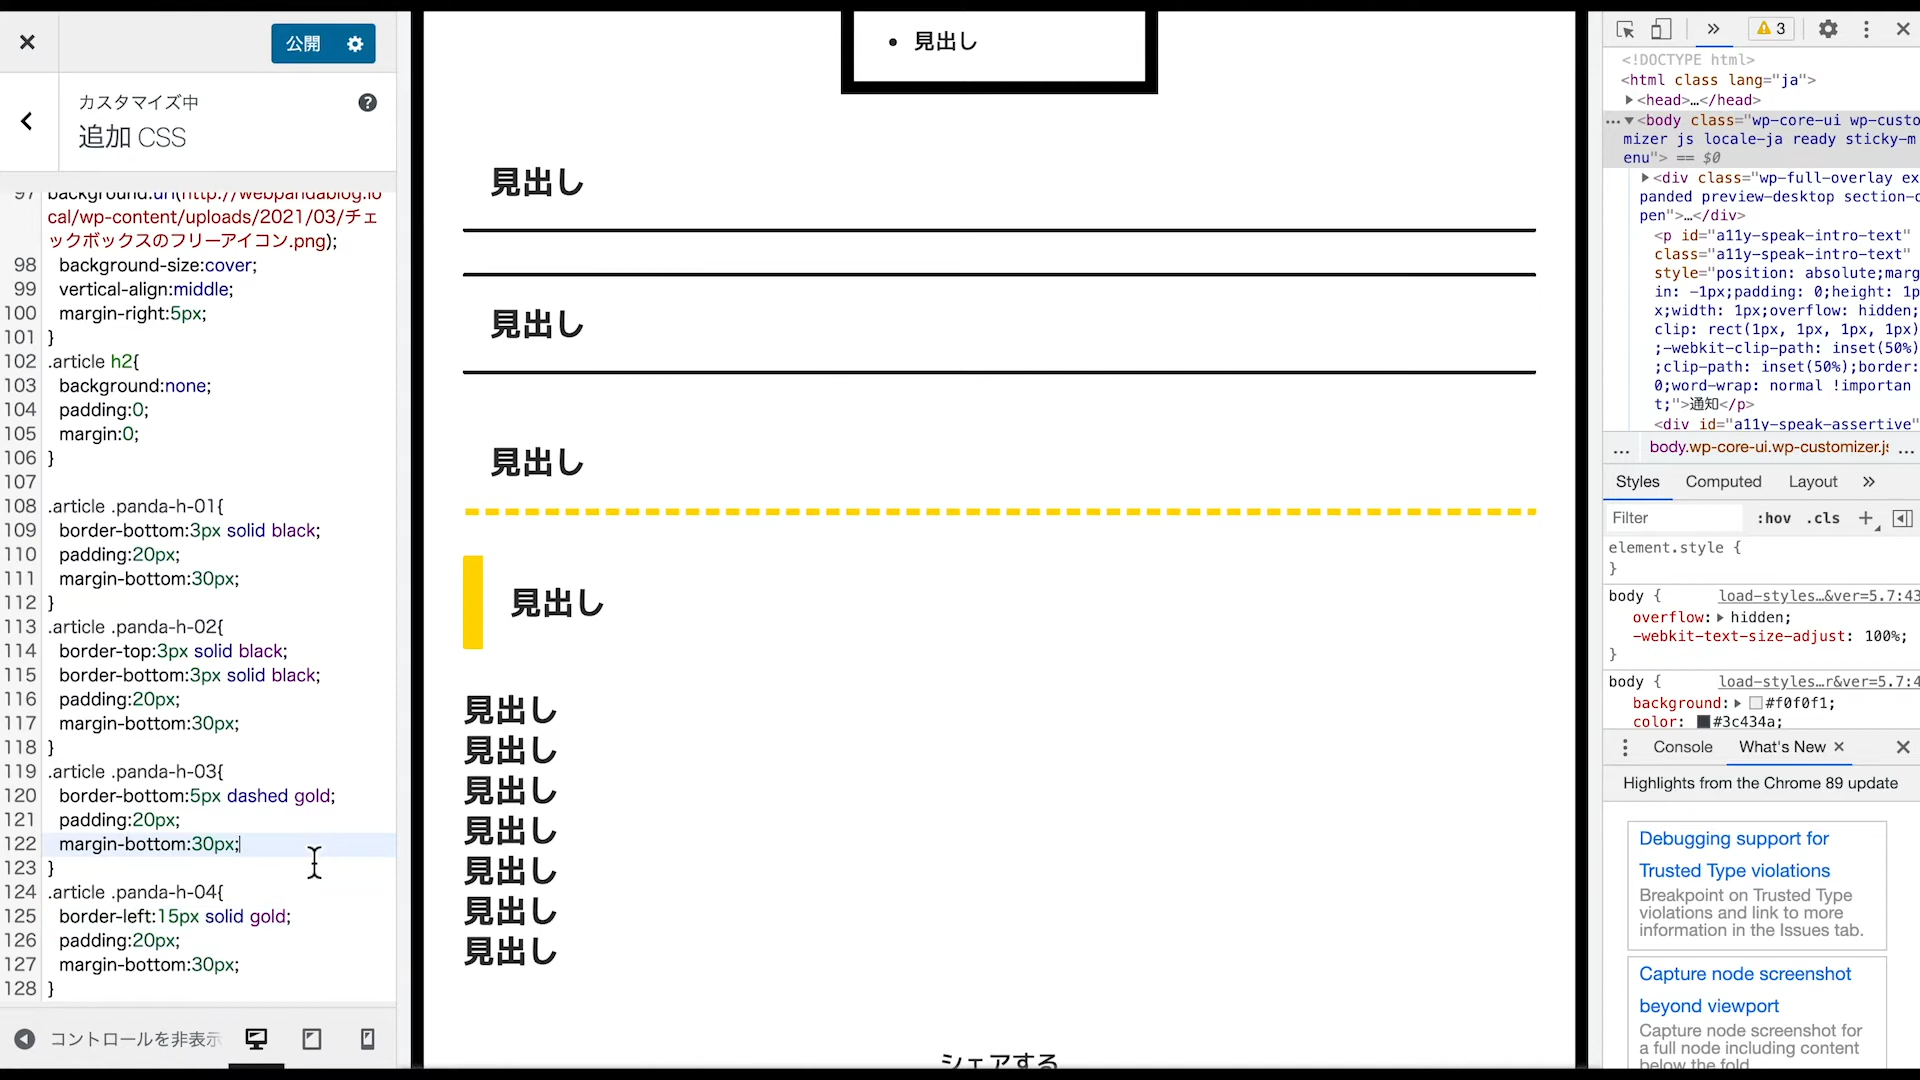 公開
カスタマイズ中
追加 CSS
97 background:url(http://webpandablog.lo
cal/wp-content/uploads/2021/03/チェ
ックボックスのフリーアイコン.png);
98 background-size:cover;
99 vertical-align:middle;
100 margin-right:5px;
101 }
102 .article h2{
103 background:none;
104 padding:0;
105 margin:0;
106 }
107
108 .article .panda-h-01{
109 border-bottom:3px solid black;
110 padding:20px;
111 margin-bottom:30px;
112 }
113 .article .panda-h-02{
114 border-top:3px solid black;
115 border-bottom:3px solid black;
116 padding:20px;
117 margin-bottom:30px;
118 }
119 .article .panda-h-03{
120 border-bottom:5px dashed gold;
121 padding:20px;
122 margin-bottom:30px;
123 }
124 .article .panda-h-04{
125 border-left:15px solid gold;
126 padding:20px;
127 margin-bottom:30px;
128 }
コントロールを非表示
• 見出し
見出し
見出し
見出し
見出し
見出し
見出し
見出し
見出し
見出し
見出し
見出し
シェアする
3
<!DOCTYPE html>
<html class lang="ja">
<head>…</head>
<body class="wp-core-ui wp-custo
mizer js locale-ja ready sticky-m
enu"> == $0
<div class="wp-full-overlay ex
panded preview-desktop section-o
pen">…</div>
<p id="a11y-speak-intro-text"
class="a11y-speak-intro-text"
style="position: absolute;marg
in: -1px;padding: 0;height: 1p
x;width: 1px;overflow: hidden;
clip: rect(1px, 1px, 1px, 1px)
;-webkit-clip-path: inset(50%)
;clip-path: inset(50%);border:
0;word-wrap: normal !importan
t;">通知</p>
<div id="a11y-speak-assertive"
... body.wp-core-ui.wp-customizer.js ...
Styles Computed Layout »
Filter :hov .cls +
element.style {
}
body { load-styles…&ver=5.7:43
overflow: hidden;
-webkit-text-size-adjust: 100%;
}
body { load-styles…r&ver=5.7:4
background: #f0f0f1;
color: #3c434a;
Console What's New ×
Highlights from the Chrome 89 update
Debugging support for
Trusted Type violations
Breakpoint on Trusted Type
violations and link to more
information in the Issues tab.
Capture node screenshot
beyond viewport
Capture node screenshot for
a full node including content
below the fold